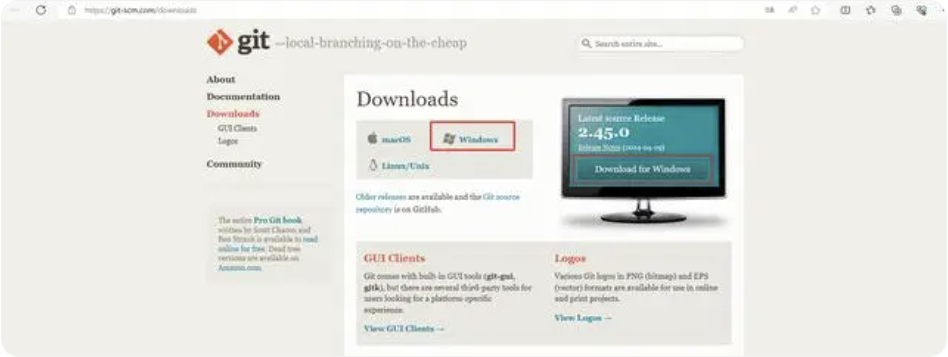 https://git-scm.com/downloads
git --local-branching-on-the-cheap
Search entire site...
About
Documentation
Downloads
GUI Clients
Logos
Community
The entire Pro Git book
written by Scott Chacon and
Ben Straub is available to read
online for free. Dead tree
versions are available on
Amazon.com.
Downloads
macOS
Windows
Linux/Unix
Older releases are available and the Git source
repository is on GitHub.
Latest source Release
2.45.0
Release Notes (2024-04-29)
Download for Windows
GUI Clients
Git comes with built-in GUI tools (git-gui,
gitk), but there are several third-party tools for
users looking for a platform-specific
experience.
View GUI Clients →
Logos
Various Git logos in PNG (bitmap) and EPS
(vector) formats are available for use in online
and print projects.
View Logos →